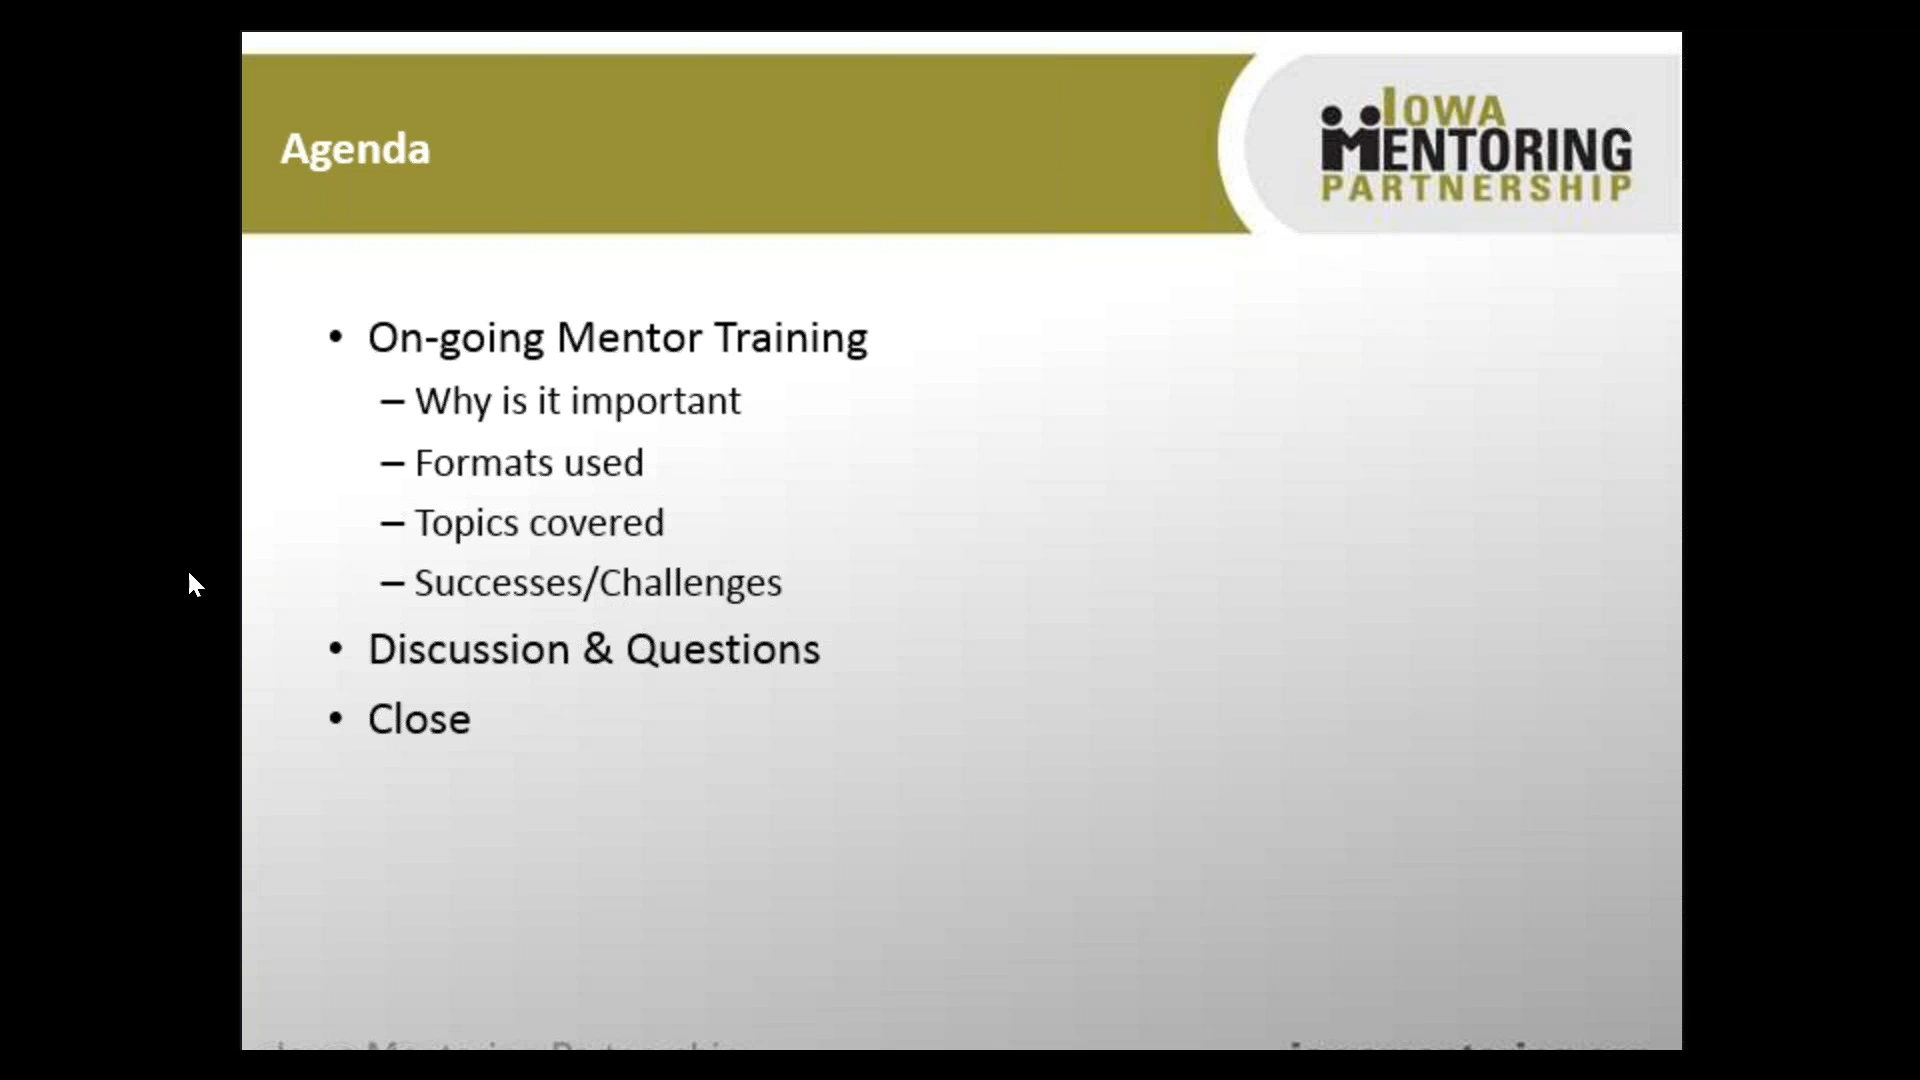 Agenda
IOWA
MENTORING
PARTNERSHIP
• On-going Mentor Training
– Why is it important
– Formats used
– Topics covered
– Successes/Challenges
• Discussion & Questions
• Close